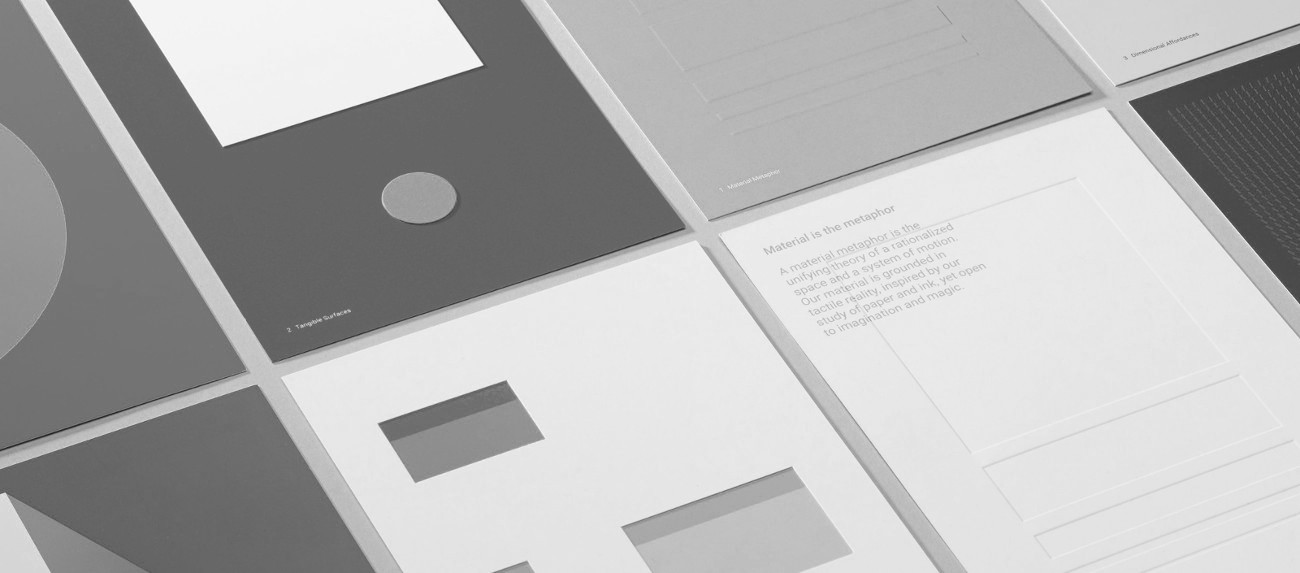 3 Dimensional Affordances
1 Material Metaphor
Material is the metaphor
A material metaphor is the
unifying theory of a rationalized
space and a system of motion.
Our material is grounded in
tactile reality, inspired by our
study of paper and ink, yet open
to imagination and magic.
2 Tangible Surfaces